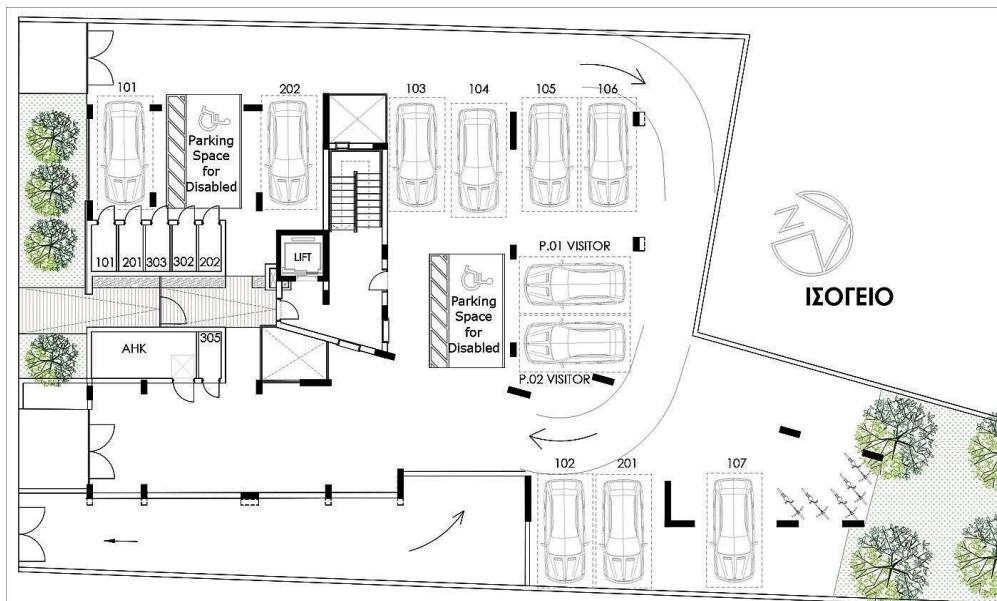 101
202
103
104
105
106
Parking
Space
for
Disabled
101
201
303
302
202
LIFT
P.01 VISITOR
Parking
Space
for
Disabled
N
ΙΣΟΓΕΙΟ
ΑΗΚ
305
P.02 VISITOR
102
201
107